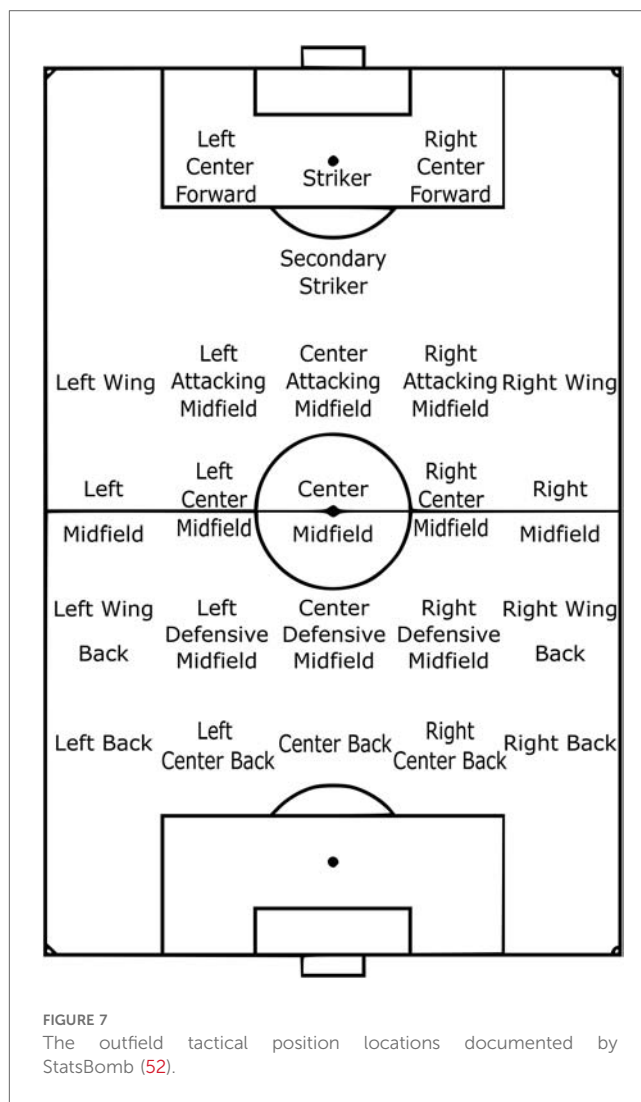 Left
Center
Forward
Striker
Right
Center
Forward
Secondary
Striker
Left Wing
Left
Attacking
Midfield
Center
Attacking
Midfield
Right
Attacking
Midfield
Right Wing
Left
Midfield
Left
Center
Midfield
Center
Midfield
Right
Center
Midfield
Right
Midfield
Left Wing
Back
Left
Defensive
Midfield
Center
Defensive
Midfield
Right
Defensive
Midfield
Right Wing
Back
Left Back
Left
Center Back
Center Back
Right
Center Back
Right Back
FIGURE 7
The outfield tactical position locations documented by
StatsBomb (52).